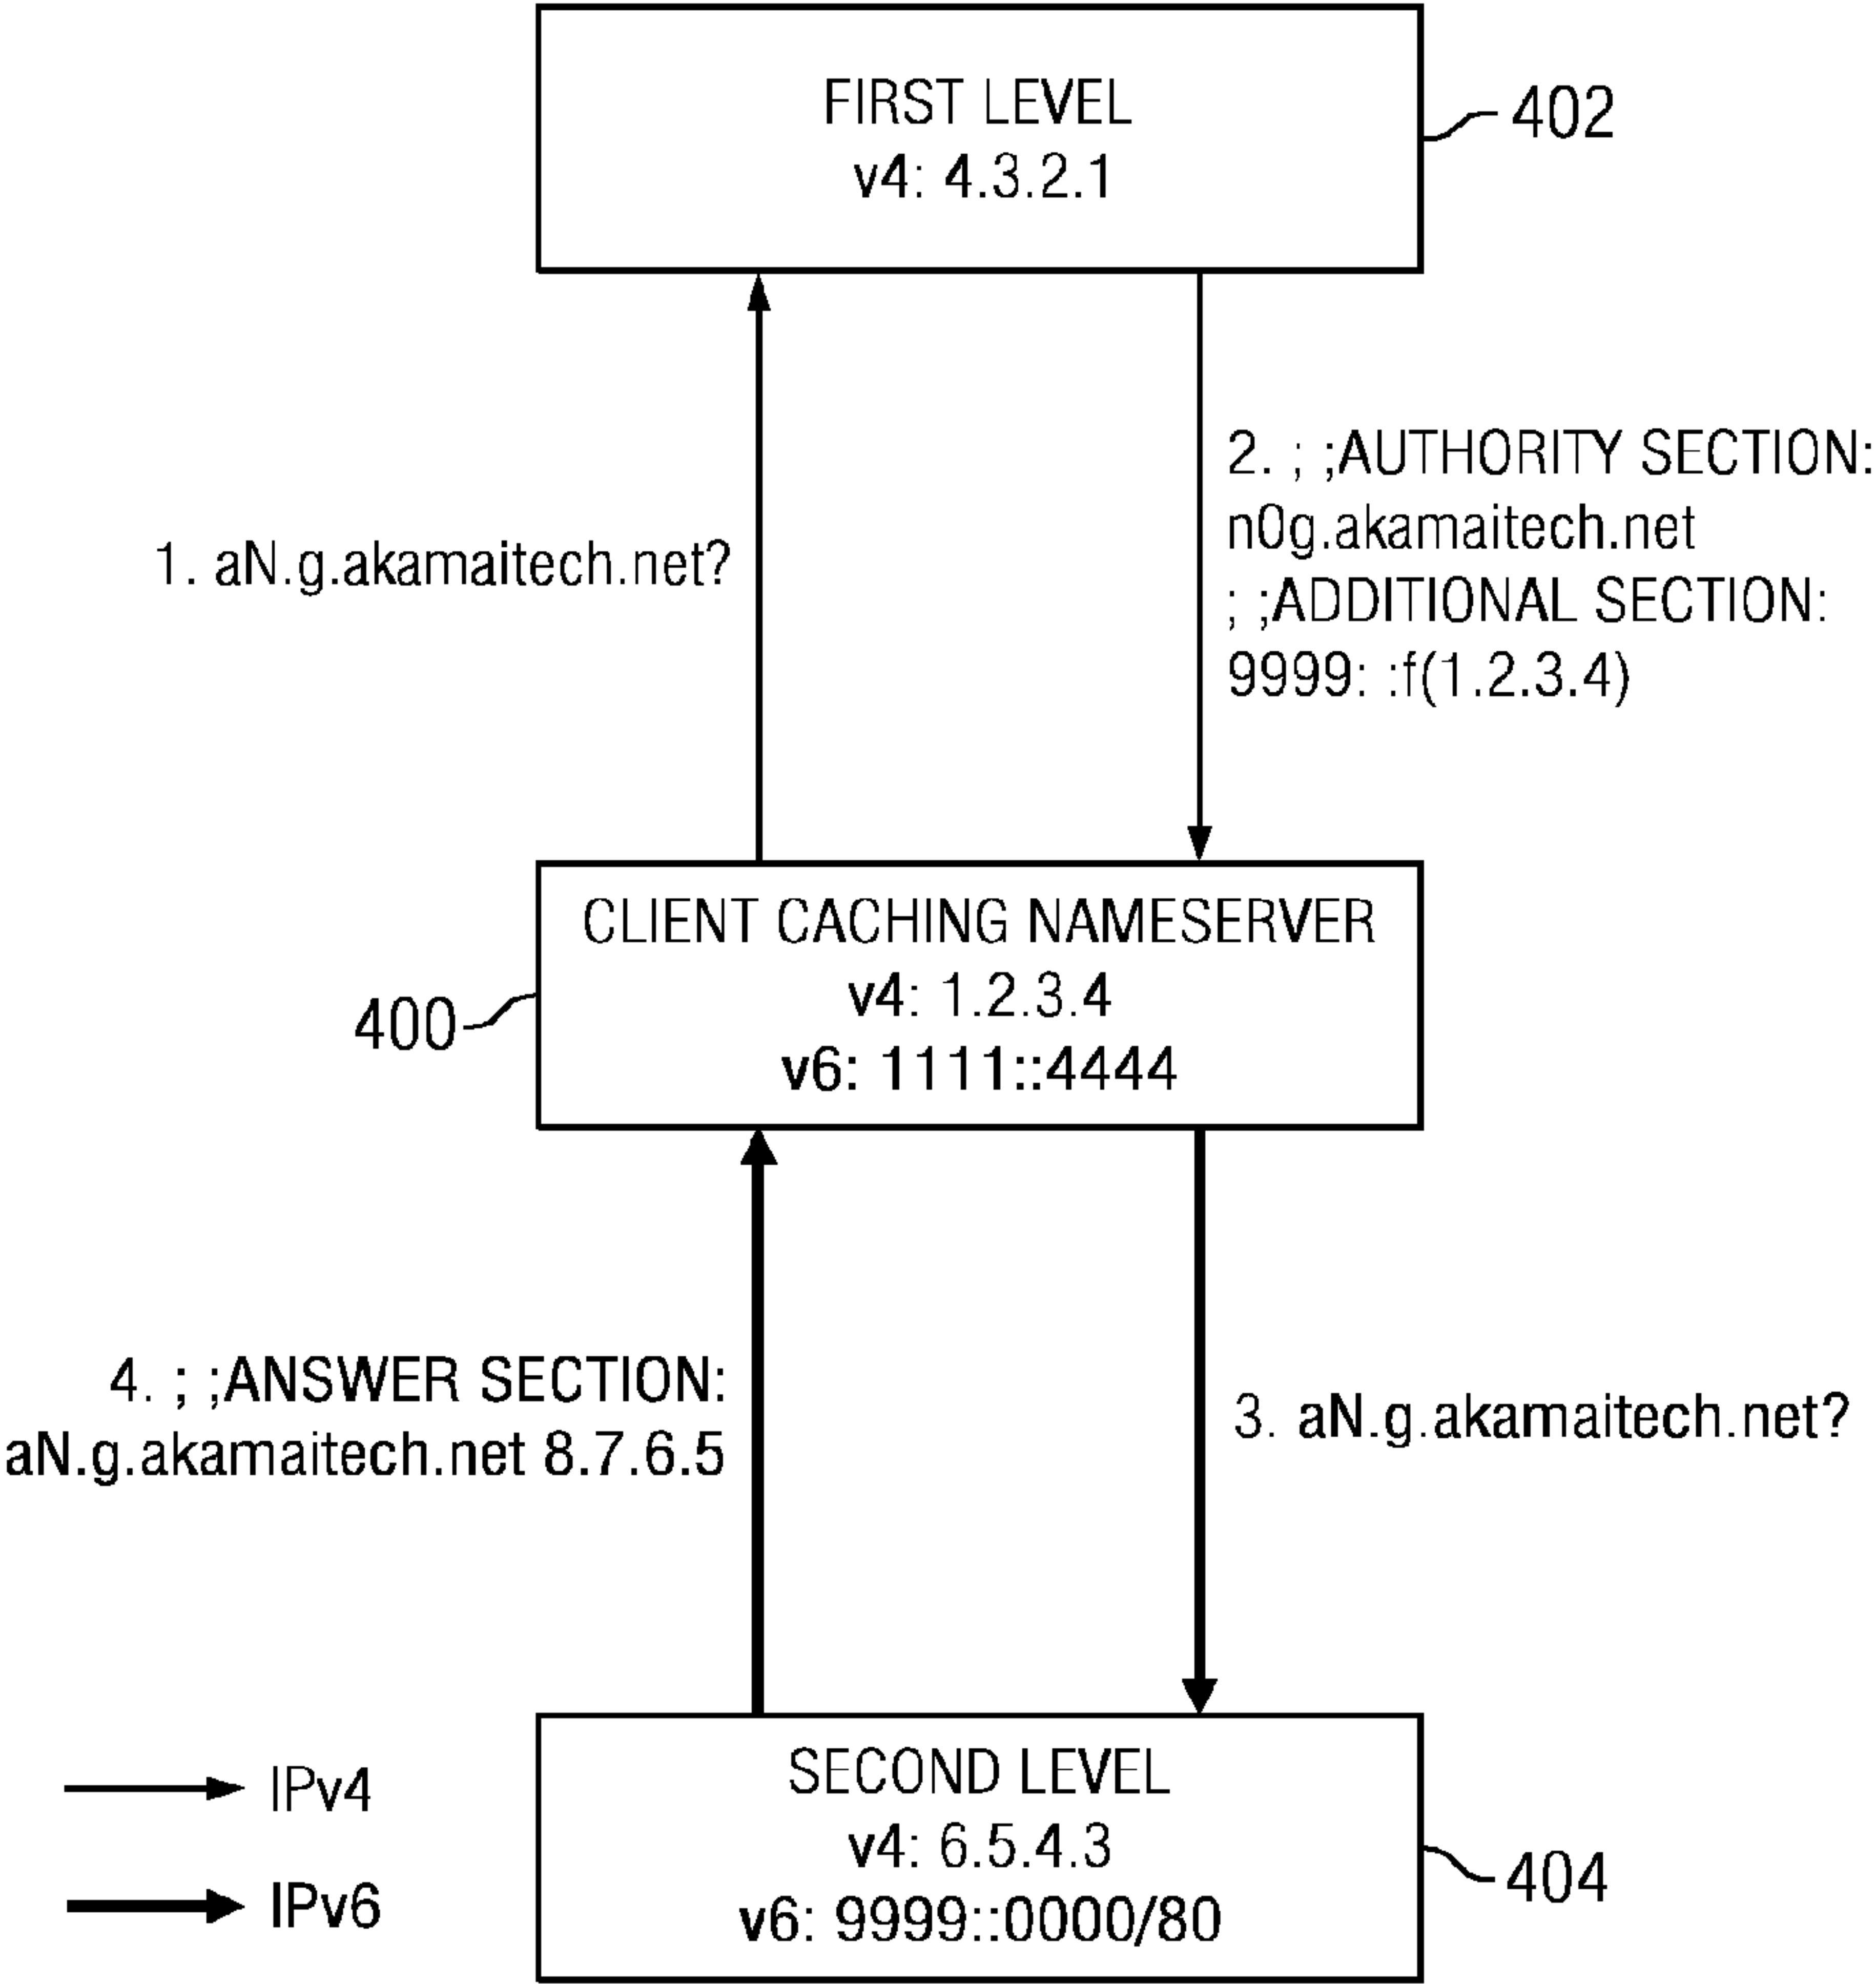 FIRST LEVEL
v4: 4.3.2.1
402
1. aN.g.akamaitech.net?
2. ; ;AUTHORITY SECTION:
n0g.akamaitech.net
; ;ADDITIONAL SECTION:
9999: :f(1.2.3.4)
CLIENT CACHING NAMESERVER
v4: 1.2.3.4
v6: 1111::4444
400
4. ; ;ANSWER SECTION:
aN.g.akamaitech.net 8.7.6.5
3. aN.g.akamaitech.net?
SECOND LEVEL
v4: 6.5.4.3
v6: 9999::0000/80
404
IPv4
IPv6